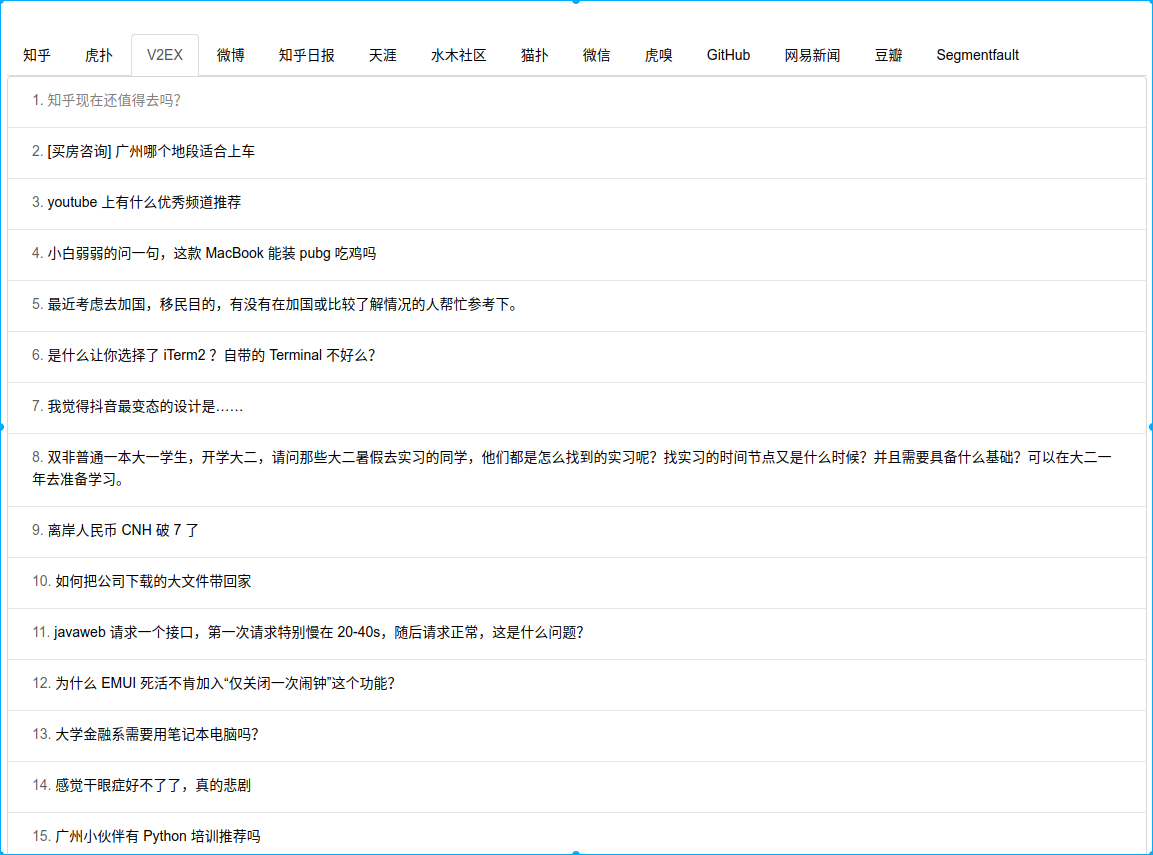 知乎 虎扑 V2EX 微博 知乎日报 天涯 水木社区 猫扑 微信 虎嗅 GitHub 网易新闻 豆瓣 Segmentfault
1. 知乎现在还值得去吗？
2. [买房咨询] 广州哪个地段适合上车
3. youtube 上有什么优秀频道推荐
4. 小白弱弱的问一句，这款 MacBook 能装 pubg 吃鸡吗
5. 最近考虑去加国，移民目的，有没有在加国或比较了解情况的人帮忙参考下。
6. 是什么让你选择了 iTerm2 ？自带的 Terminal 不好么？
7. 我觉得抖音最变态的设计是……
8. 双非普通一本大一学生，开学大二，请问那些大二暑假去实习的同学，他们都是怎么找到的实习呢？找实习的时间节点又是什么时候？并且需要具备什么基础？可以在大二一
年去准备学习。
9. 离岸人民币 CNH 破 7 了
10. 如何把公司下载的大文件带回家
11. javaweb 请求一个接口，第一次请求特别慢在 20-40s，随后请求正常，这是什么问题？
12. 为什么 EMUI 死活不肯加入“仅关闭一次闹钟”这个功能？
13. 大学金融系需要用笔记本电脑吗？
14. 感觉干眼症好不了了，真的悲剧
15. 广州小伙伴有 Python 培训推荐吗